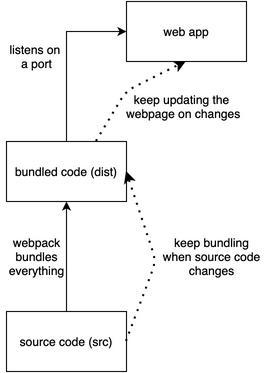 listens on
a port
web app
keep updating the
webpage on changes
bundled code (dist)
webpack
bundles
everything
keep bundling
when source code
changes
source code (src)